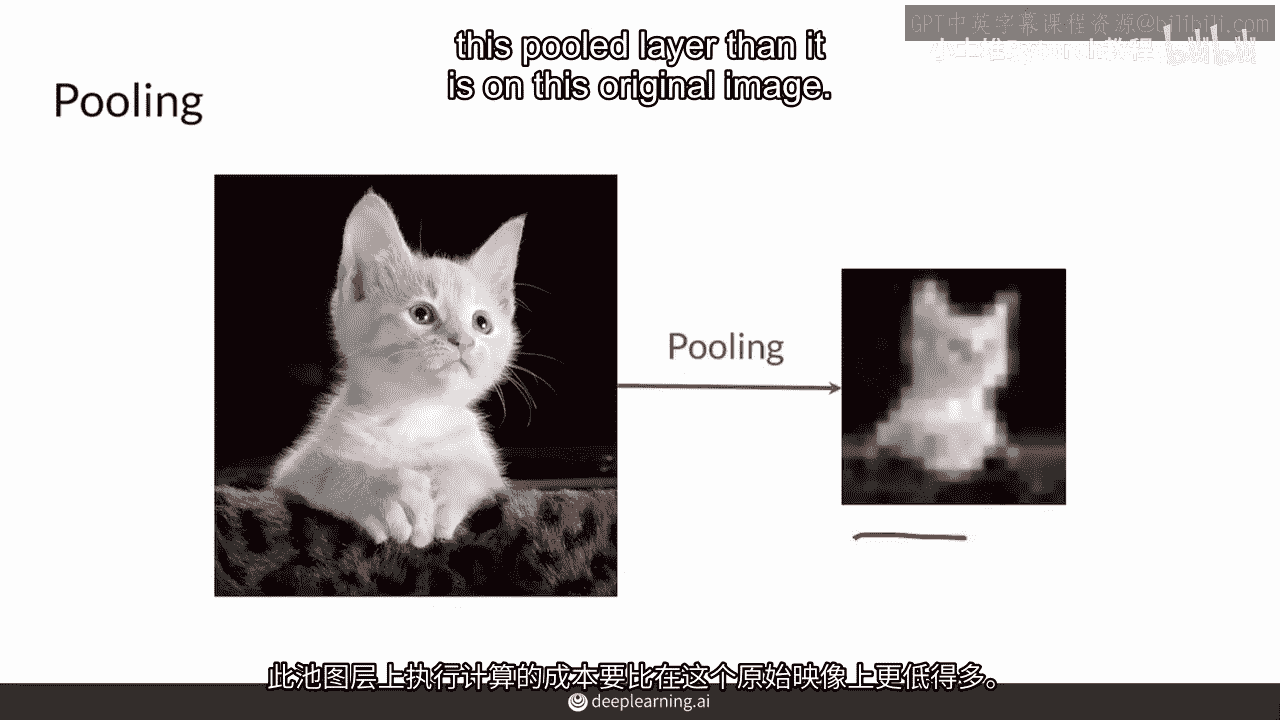 GPT中英字幕课程资源@bilibili.com
this pooled layer than it
is on this original image.
Pooling
Pooling
此池图层上执行计算的成本要比在这个原始映像上更低得多。
deeplearning.ai